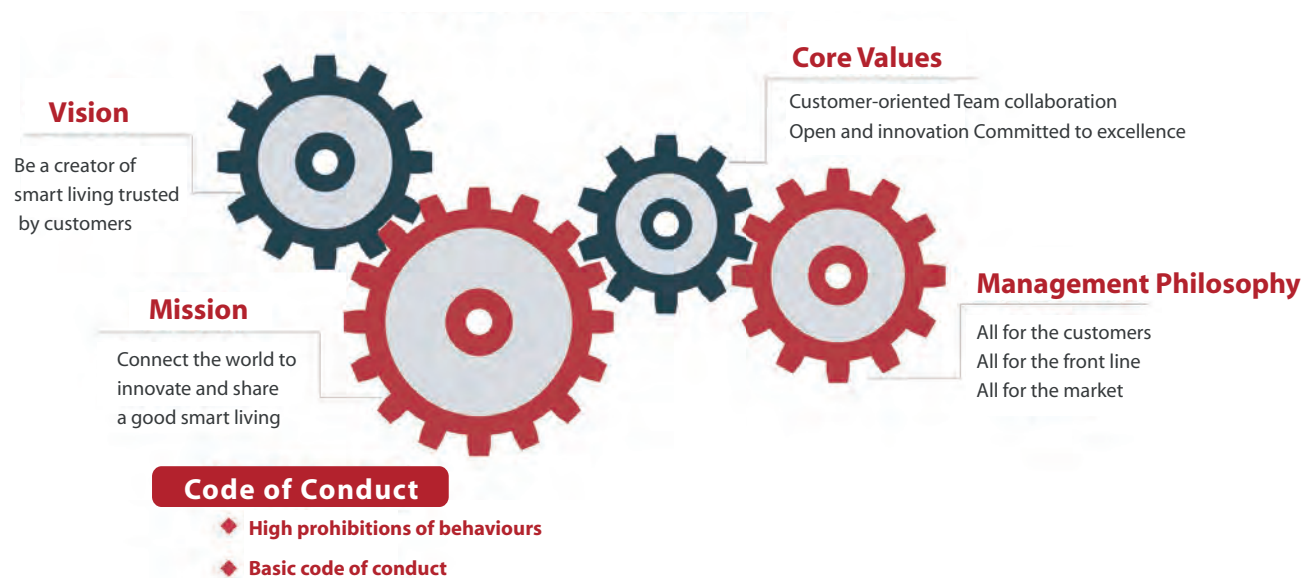 Vision
Be a creator of
smart living trusted
by customers
Mission
Connect the world to
innovate and share
a good smart living
Core Values
Customer-oriented Team collaboration
Open and innovation Committed to excellence
Management Philosophy
All for the customers
All for the front line
All for the market
Code of Conduct
High prohibitions of behaviours
Basic code of conduct